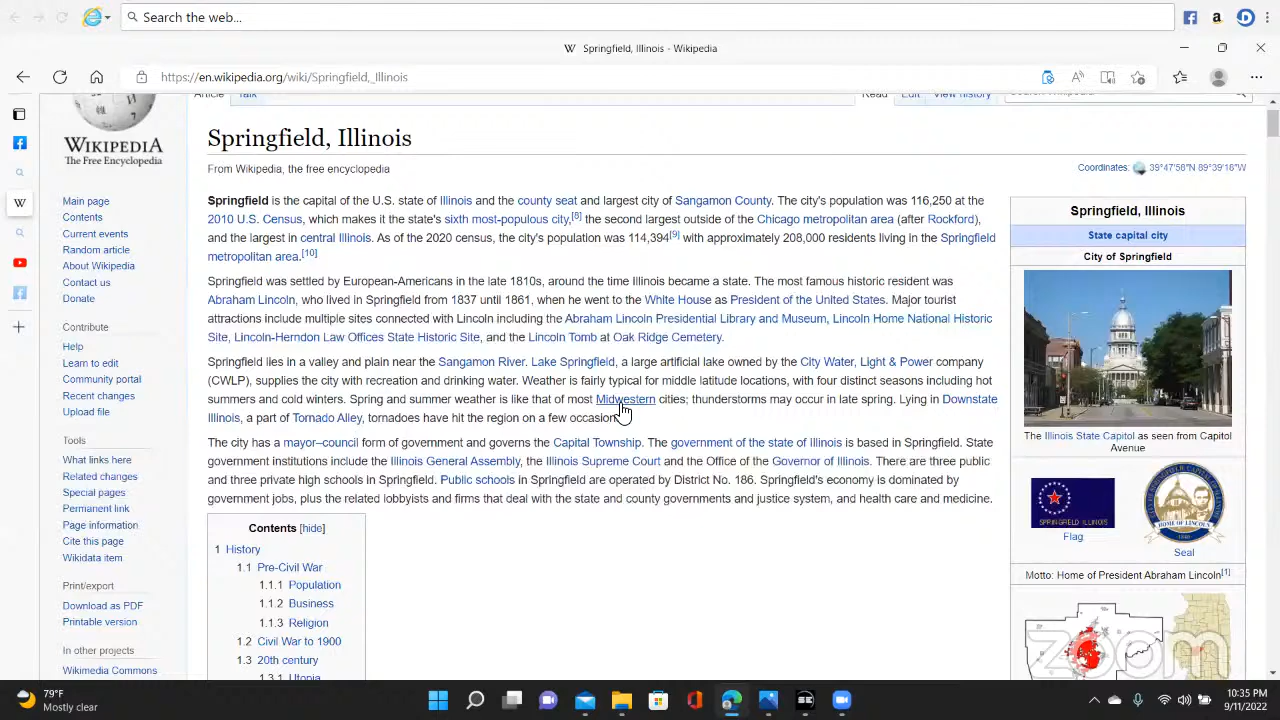 Search the web...
Springfield, Illinois - Wikipedia
https://en.wikipedia.org/wiki/Springfield,_Illinois
Article Talk Read Edit View history
WIKIPEDIA
The Free Encyclopedia
Main page
Contents
Current events
Random article
About Wikipedia
Contact us
Donate
Contribute
Help
Learn to edit
Community portal
Recent changes
Upload file
Tools
What links here
Related changes
Special pages
Permanent link
Page information
Cite this page
Wikidata item
Print/export
Download as PDF
Printable version
In other projects
Wikimedia Commons
Springfield, Illinois
From Wikipedia, the free encyclopedia
Coordinates: 39°47′58″N 89°39′18″W
Springfield is the capital of the U.S. state of Illinois and the county seat and largest city of Sangamon County. The city's population was 116,250 at the
2010 U.S. Census, which makes it the state's sixth most-populous city,[8] the second largest outside of the Chicago metropolitan area (after Rockford),
and the largest in central Illinois. As of the 2020 census, the city's population was 114,394[9] with approximately 208,000 residents living in the Springfield
metropolitan area.[10]
Springfield was settled by European-Americans in the late 1810s, around the time Illinois became a state. The most famous historic resident was
Abraham Lincoln, who lived in Springfield from 1837 until 1861, when he went to the White House as President of the United States. Major tourist
attractions include multiple sites connected with Lincoln including the Abraham Lincoln Presidential Library and Museum, Lincoln Home National Historic
Site, Lincoln-Herndon Law Offices State Historic Site, and the Lincoln Tomb at Oak Ridge Cemetery.
Springfield lies in a valley and plain near the Sangamon River. Lake Springfield, a large artificial lake owned by the City Water, Light & Power company
(CWLP), supplies the city with recreation and drinking water. Weather is fairly typical for middle latitude locations, with four distinct seasons including hot
summers and cold winters. Spring and summer weather is like that of most Midwestern cities; thunderstorms may occur in late spring. Lying in Downstate
Illinois, a part of Tornado Alley, tornadoes have hit the region on a few occasion
The city has a mayor–council form of government and governs the Capital Township. The government of the state of Illinois is based in Springfield. State
government institutions include the Illinois General Assembly, the Illinois Supreme Court and the Office of the Governor of Illinois. There are three public
and three private high schools in Springfield. Public schools in Springfield are operated by District No. 186. Springfield's economy is dominated by
government jobs, plus the related lobbyists and firms that deal with the state and county governments and justice system, and health care and medicine.
Contents [hide]
1 History
1.1 Pre-Civil War
1.1.1 Population
1.1.2 Business
1.1.3 Religion
1.2 Civil War to 1900
1.3 20th century
1.3.1 Utopia
Springfield, Illinois
State capital city
City of Springfield
The Illinois State Capitol as seen from Capitol
Avenue
SPRINGFIELD ILLINOIS
HOME OF LINCOLN
Flag
Seal
Motto: Home of President Abraham Lincoln[1]
zoom
79°F
Mostly clear
10:35 PM
9/11/2022